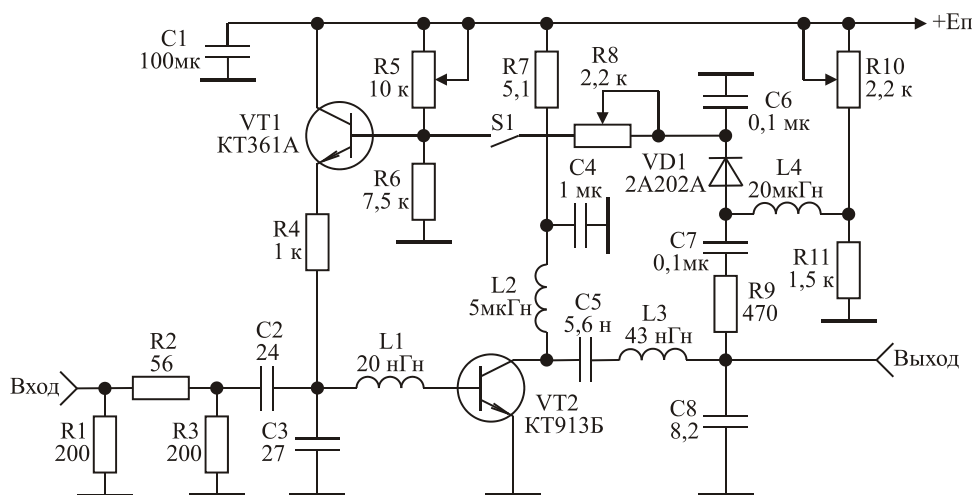 +Eп
C1
100мк
R5
10 к
R7
5,1
R8
2,2 к
R10
2,2 к
C6
0,1 мк
VT1
КТ361А
S1
C4
1 мк
VD1
2А202А
L4
20мкГн
R6
7,5 к
R4
1 к
C7
0,1мк
R11
1,5 к
L2
5мкГн
R9
470
C5
5,6 н
L3
43 нГн
R2
56
C2
24
L1
20 нГн
Вход
Выход
VT2
КТ913Б
R1
200
R3
200
C3
27
C8
8,2